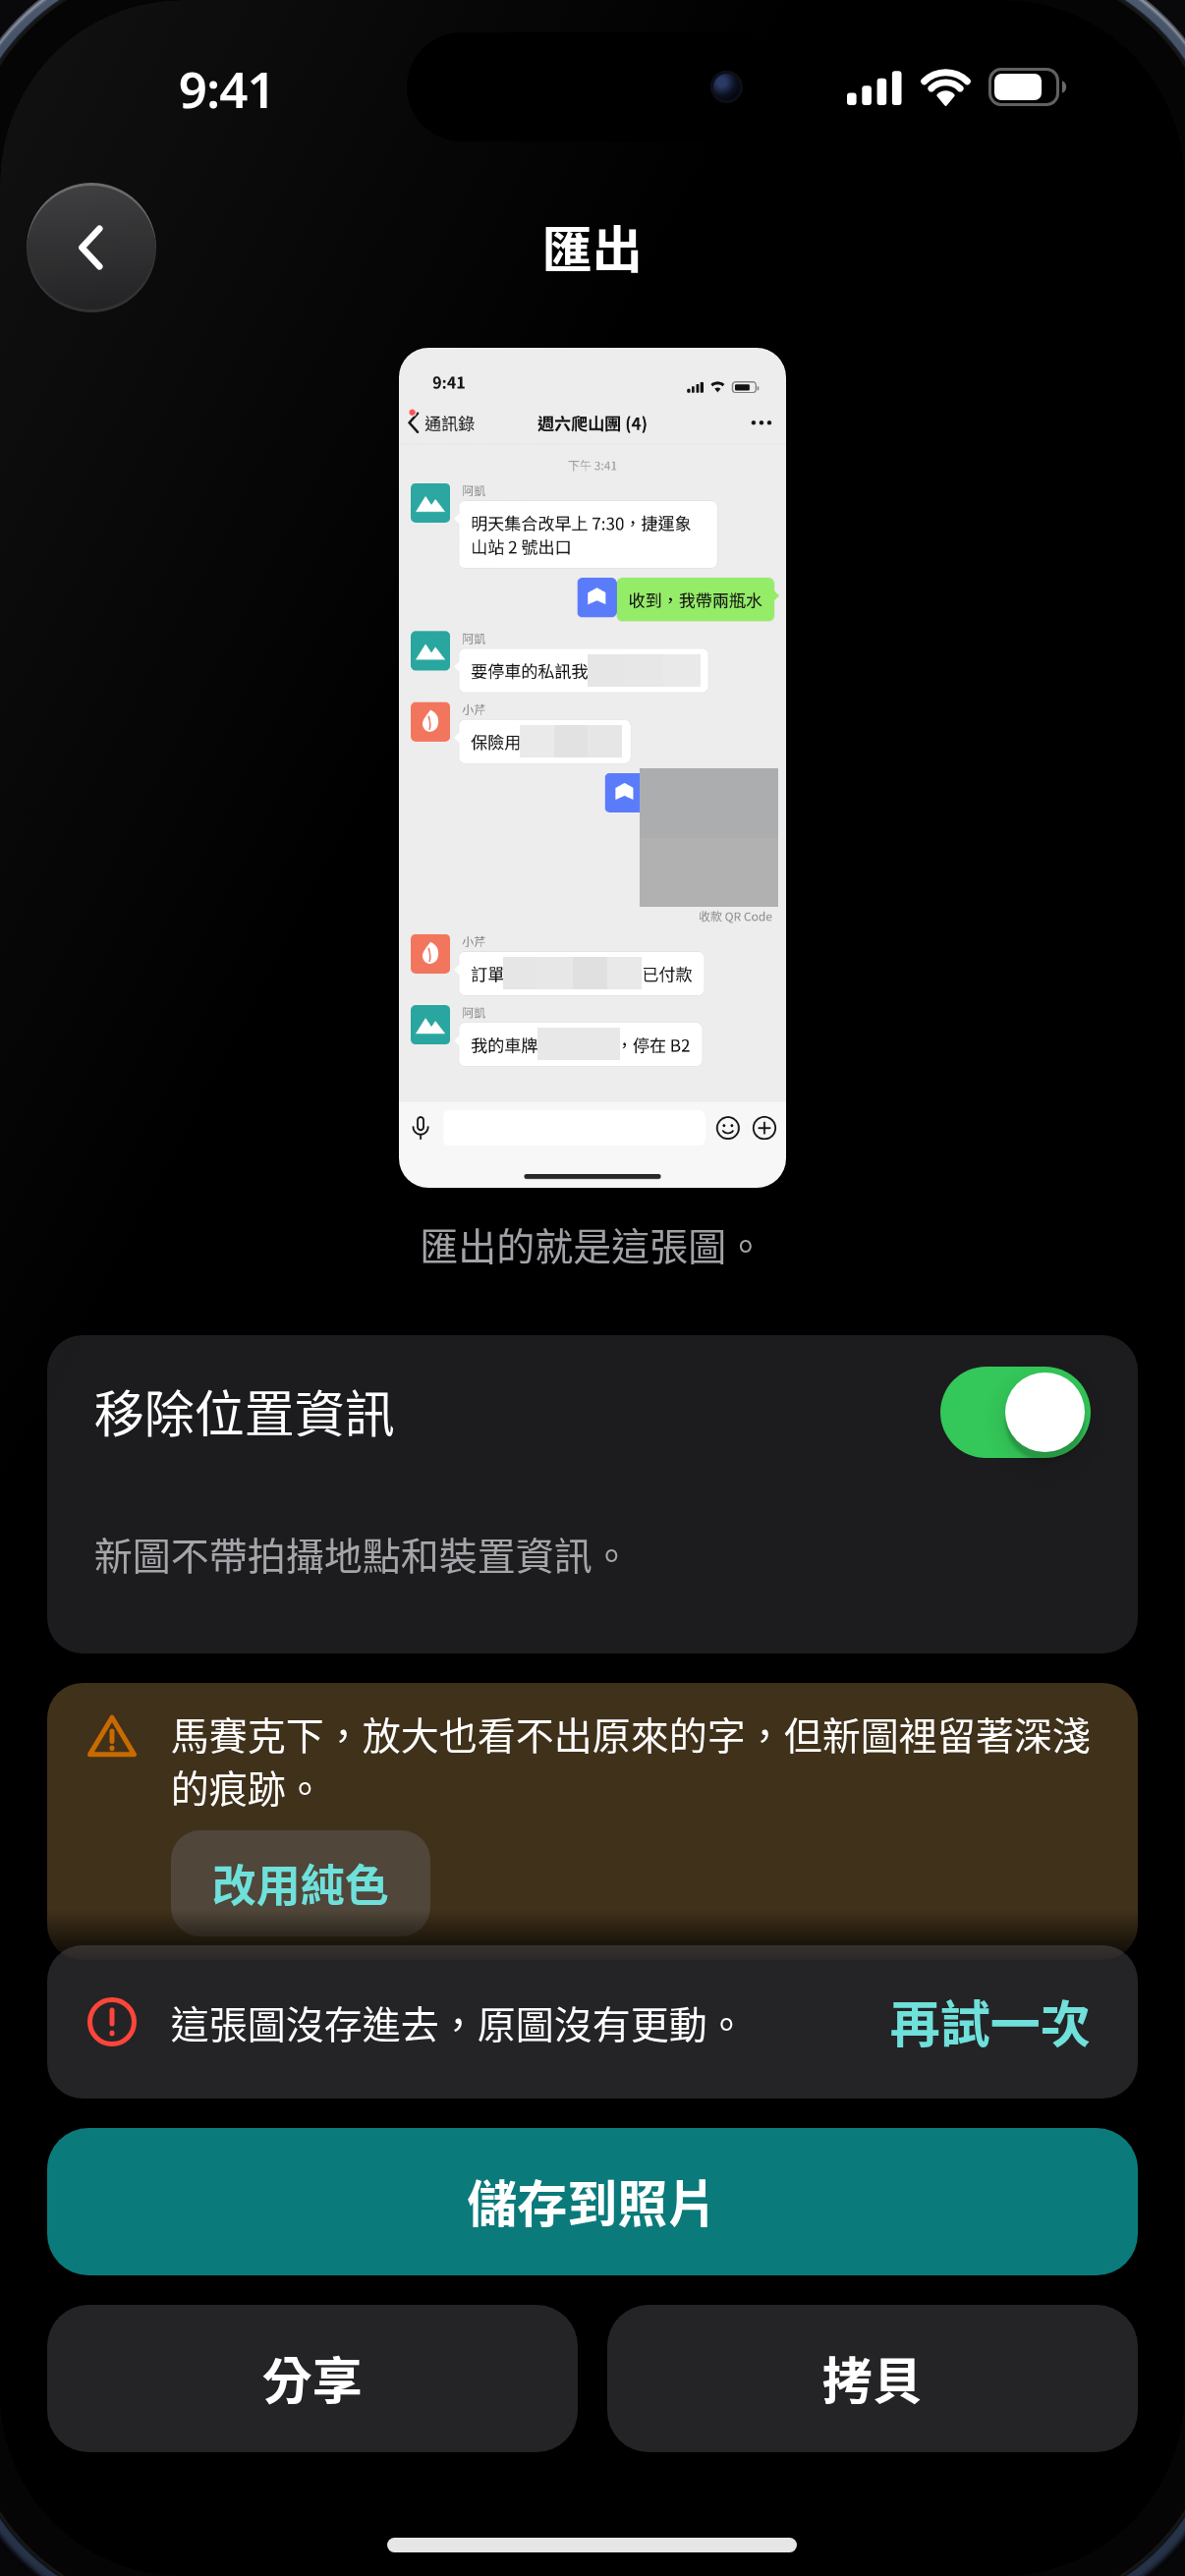 9:41
匯出
9:41
通訊錄
週六爬山團 (4)
下午 3:41
阿凱
明天集合改早上 7:30，捷運象
山站 2 號出口
收到，我帶兩瓶水
阿凱
要停車的私訊我
小芹
保險用
收款 QR Code
小芹
訂單 已付款
阿凱
我的車牌 ，停在 B2
匯出的就是這張圖。
移除位置資訊
新圖不帶拍攝地點和裝置資訊。
馬賽克下，放大也看不出原來的字，但新圖裡留著深淺
的痕跡。
改用純色
這張圖沒存進去，原圖沒有更動。
再試一次
儲存到照片
分享
拷貝